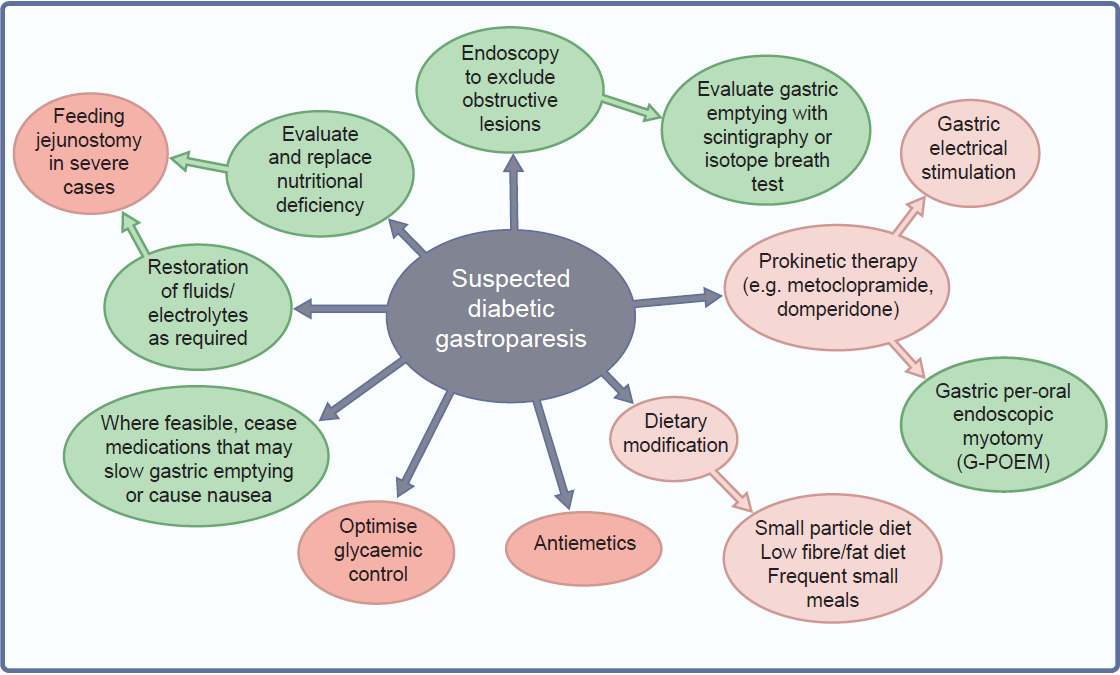 Endoscopy
to exclude
obstructive
lesions
Evaluate gastric
emptying with
scintigraphy or
isotope breath
test
Feeding
jejunostomy
in severe
cases
Evaluate
and replace
nutritional
deficiency
Gastric
electrical
stimulation
Restoration
of fluids/
electrolytes
as required
Suspected
diabetic
gastroparesis
Prokinetic therapy
(e.g. metoclopramide,
domperidone)
Where feasible, cease
medications that may
slow gastric emptying
or cause nausea
Dietary
modification
Gastric per-oral
endoscopic
myotomy
(G-POEM)
Optimise
glycaemic
control
Antiemetics
Small particle diet
Low fibre/fat diet
Frequent small
meals